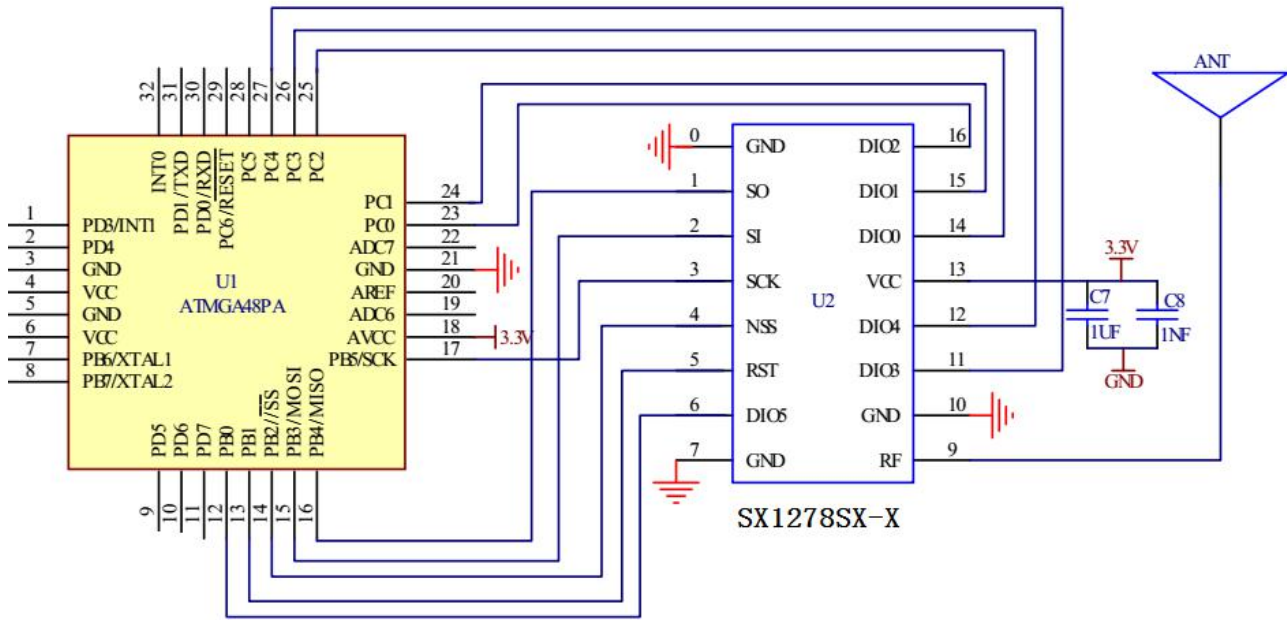 ANT
32
31
30
29
28
27
26
25
INT0
PD1/TXD
PD0/RXD
PC6/RESET
PC5
PC4
PC3
PC2
1 PD3/INT1
2 PD4
3 GND
4 VCC
5 GND
6 VCC
7 PB6/XTAL1
8 PB7/XTAL2
U1
ATMGA48PA
PC1 24
PC0 23
ADC7 22
GND 21
AREF 20
ADC6 19
AVCC 18 3.3V
PB5/SCK 17
PD5
PD6
PD7
PB0
PB1
PB2//SS
PB3/MOSI
PB4/MISO
9
10
11
12
13
14
15
16
0 GND
1 SO
2 SI
3 SCK
4 NSS
5 RST
6 DIO5
7 GND
U2
DIO2 16
DIO1 15
DIO0 14
VCC 13
DIO4 12
DIO3 11
GND 10
RF 9
SX1278SX-X
3.3V
C7
1UF
C8
1NF
GND